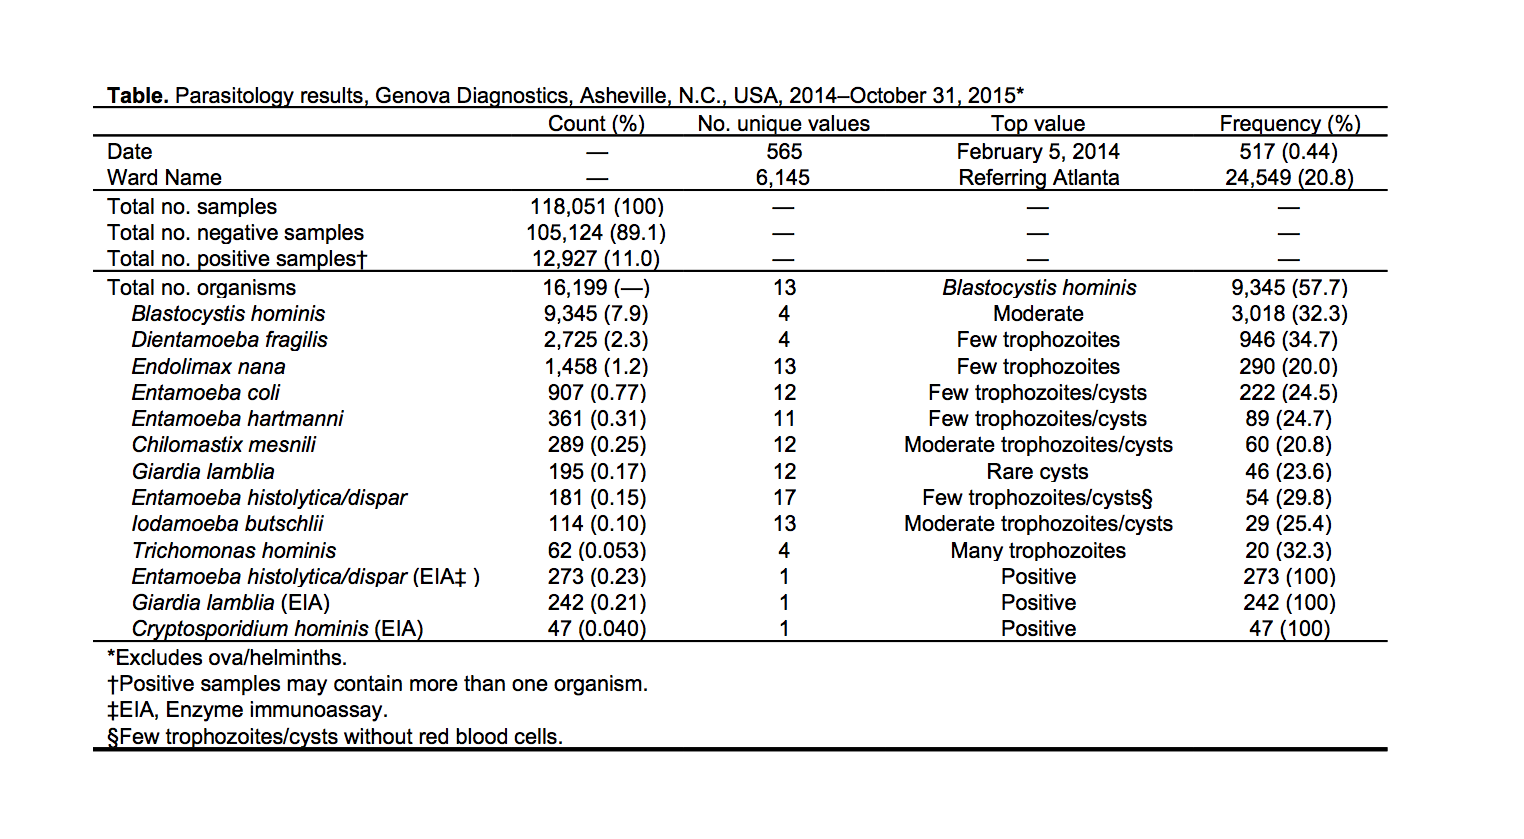 Table. Parasitology results, Genova Diagnostics, Asheville, N.C., USA, 2014–October 31, 2015*
Count (%) No. unique values Top value Frequency (%)
Date — 565 February 5, 2014 517 (0.44)
Ward Name — 6,145 Referring Atlanta 24,549 (20.8)
Total no. samples 118,051 (100) — — —
Total no. negative samples 105,124 (89.1) — — —
Total no. positive samples† 12,927 (11.0) — — —
Total no. organisms 16,199 (—) 13 Blastocystis hominis 9,345 (57.7)
Blastocystis hominis 9,345 (7.9) 4 Moderate 3,018 (32.3)
Dientamoeba fragilis 2,725 (2.3) 4 Few trophozoites 946 (34.7)
Endolimax nana 1,458 (1.2) 13 Few trophozoites 290 (20.0)
Entamoeba coli 907 (0.77) 12 Few trophozoites/cysts 222 (24.5)
Entamoeba hartmanni 361 (0.31) 11 Few trophozoites/cysts 89 (24.7)
Chilomastix mesnili 289 (0.25) 12 Moderate trophozoites/cysts 60 (20.8)
Giardia lamblia 195 (0.17) 12 Rare cysts 46 (23.6)
Entamoeba histolytica/dispar 181 (0.15) 17 Few trophozoites/cysts§ 54 (29.8)
Iodamoeba butschlii 114 (0.10) 13 Moderate trophozoites/cysts 29 (25.4)
Trichomonas hominis 62 (0.053) 4 Many trophozoites 20 (32.3)
Entamoeba histolytica/dispar (EIA‡ ) 273 (0.23) 1 Positive 273 (100)
Giardia lamblia (EIA) 242 (0.21) 1 Positive 242 (100)
Cryptosporidium hominis (EIA) 47 (0.040) 1 Positive 47 (100)
*Excludes ova/helminths.
†Positive samples may contain more than one organism.
‡EIA, Enzyme immunoassay.
§Few trophozoites/cysts without red blood cells.